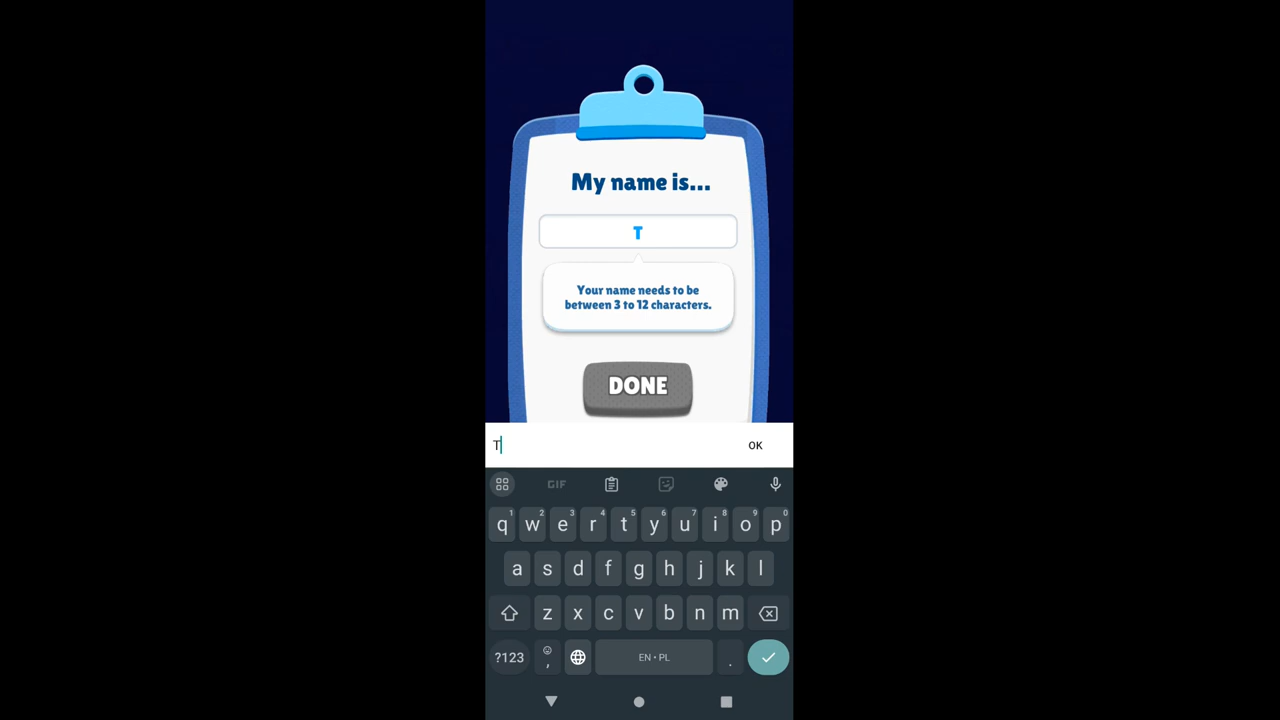 My name is...
T
Your name needs to be
between 3 to 12 characters.
DONE
T OK
GIF
1 2 3 4 5 6 7 8 9 0
q w e r t y u i o p
a s d f g h j k l
z x c v b n m
?123 , EN • PL .